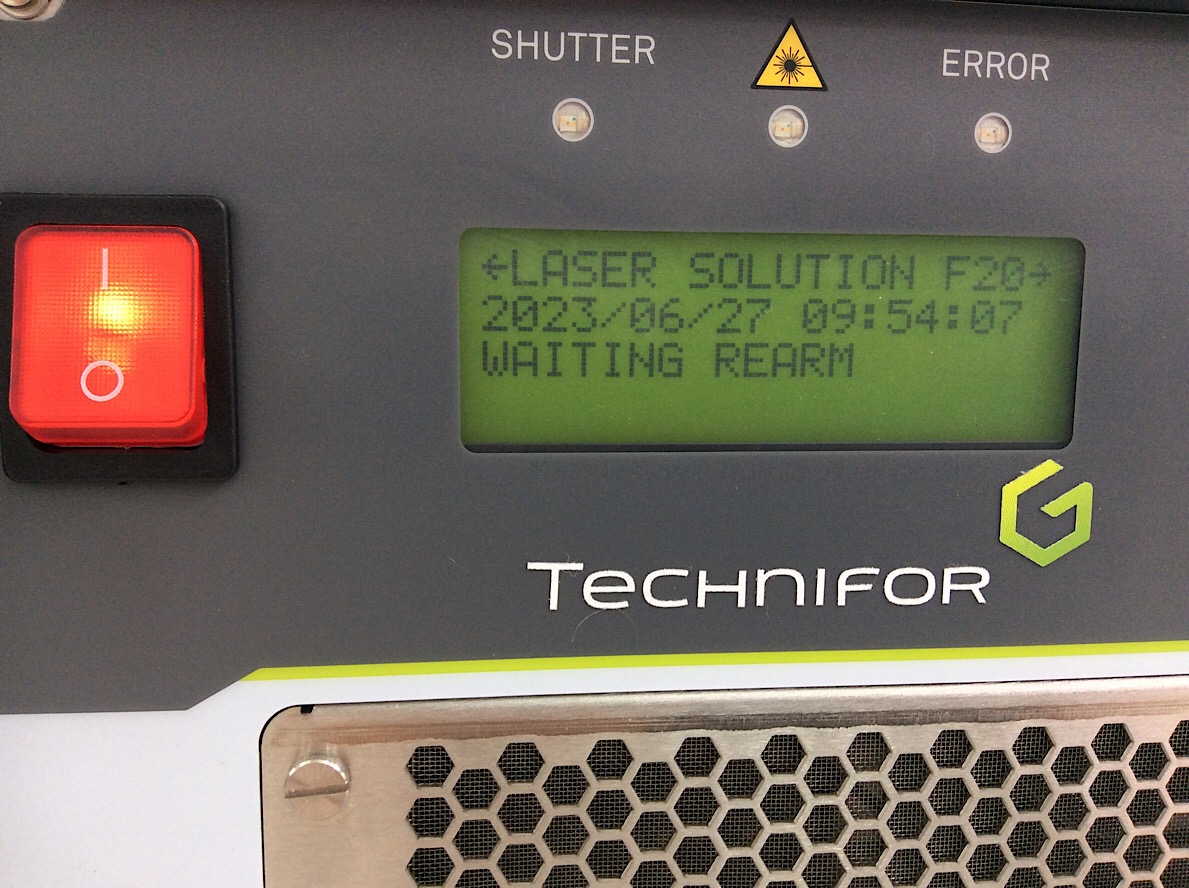 SHUTTER
ERROR
←LASER SOLUTION F20→
2023/06/27 09:54:07
WAITING REARM
TECHNIFOR